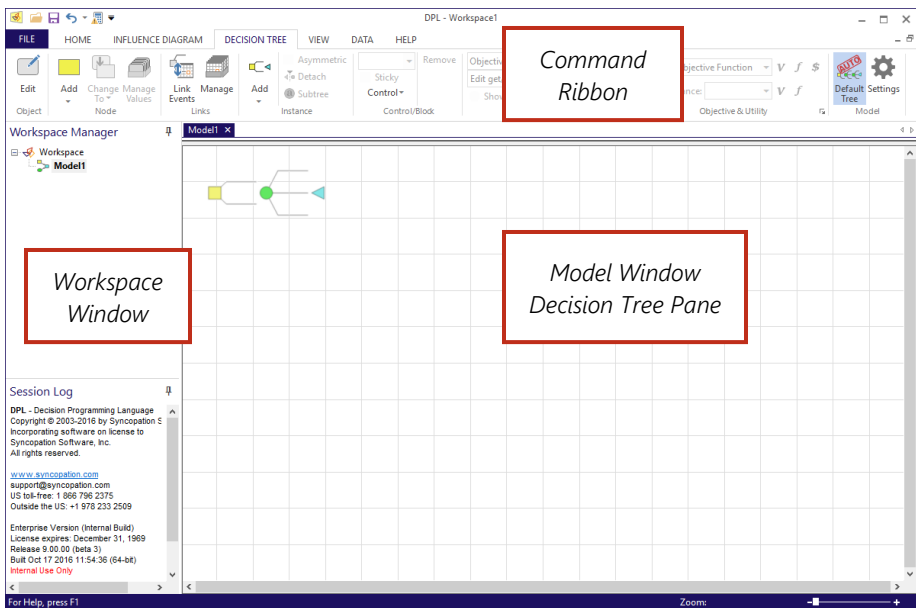 DPL - Workspace1
FILE HOME INFLUENCE DIAGRAM DECISION TREE VIEW DATA HELP
Edit
Object
Add
Change To
Manage Values
Node
Link Events
Manage
Links
Add
Asymmetric
Detach
Subtree
Instance
Remove
Sticky
Control
Control/Block
Edit get.
Command
Ribbon
Objective & Utility
Default Tree
Settings
Model
AUTO
Workspace Manager
Workspace
Model1
Model1
Workspace
Window
Model Window
Decision Tree Pane
Session Log
DPL - Decision Programming Language
Copyright © 2003-2016 by Syncopation S
Incorporating software on license to
Syncopation Software, Inc.
All rights reserved.
www.syncopation.com
support@syncopation.com
US toll-free: 1 866 796 2375
Outside the US: +1 978 233 2509
Enterprise Version (Internal Build)
License expires: December 31, 1969
Release 9.00.00 (beta 3)
Built Oct 17 2016 11:54:36 (64-bit)
Internal Use Only
For Help, press F1
Zoom: